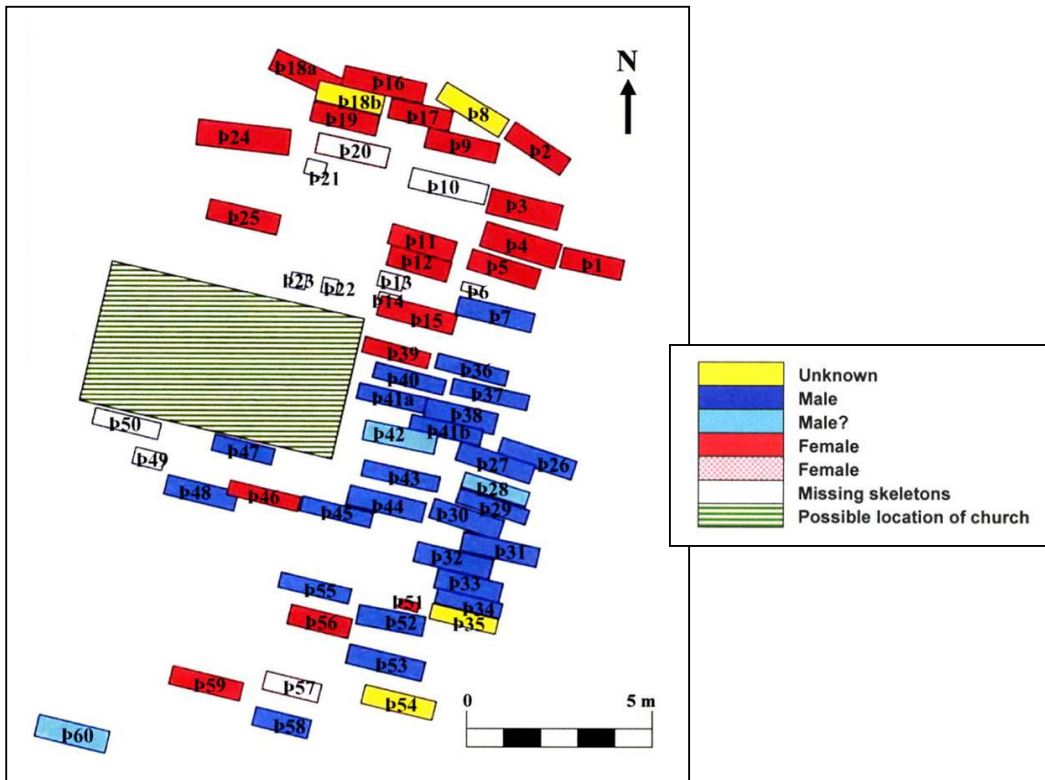 N
þ18a
þ16
þ18b
þ8
þ19
þ17
þ24
þ9
þ2
þ20
þ21
þ10
þ3
þ25
þ11
þ4
þ12
þ5
þ1
þ23
þ22
þ13
þ6
þ14
þ15
þ7
þ39
þ36
þ40
þ37
þ41a
þ38
þ50
þ42
þ41b
þ47
þ49
þ27
þ26
þ43
þ28
þ48
þ46
þ45
þ44
þ29
þ30
þ31
þ32
þ55
þ33
þ51
þ34
þ56
þ52
þ35
þ53
þ59
þ57
þ54
þ58
þ60
0 5 m
Unknown
Male
Male?
Female
Female
Missing skeletons
Possible location of church